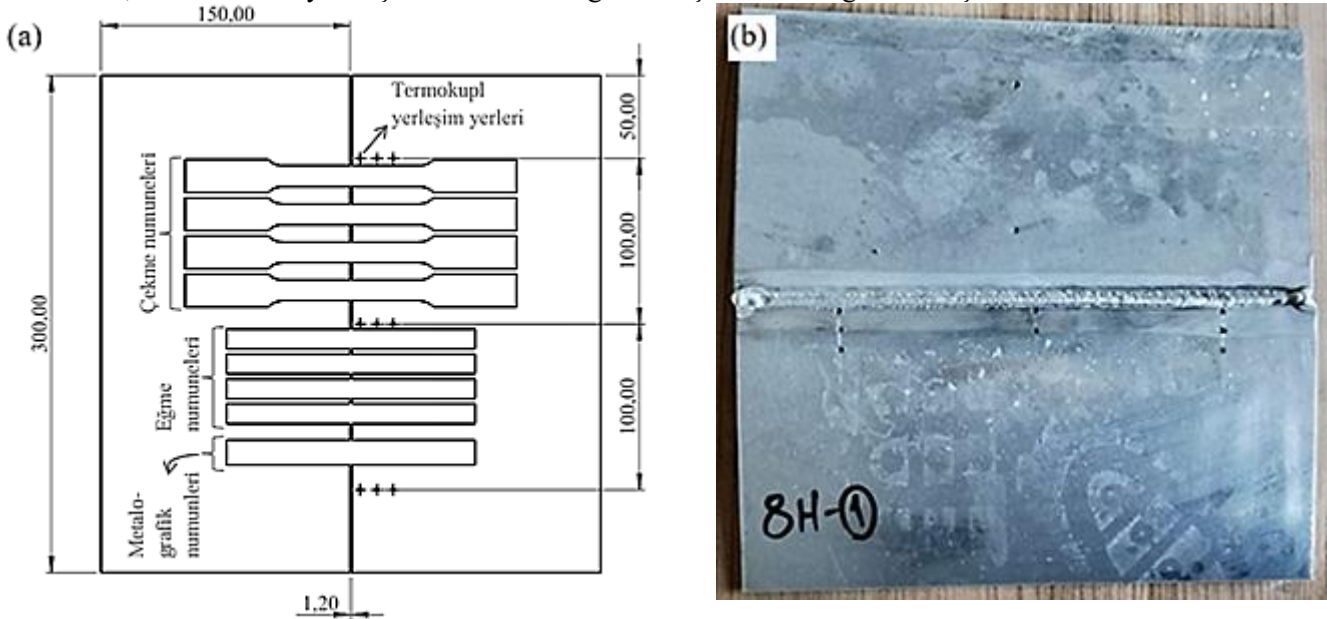 (a)
150,00
Termokupl
yerleşim yerleri
50,00
Çekme numuneleri
100,00
300,00
Eğme
numuneleri
100,00
Metalo-
grafik
numunleri
1,20
(b)
8H-①